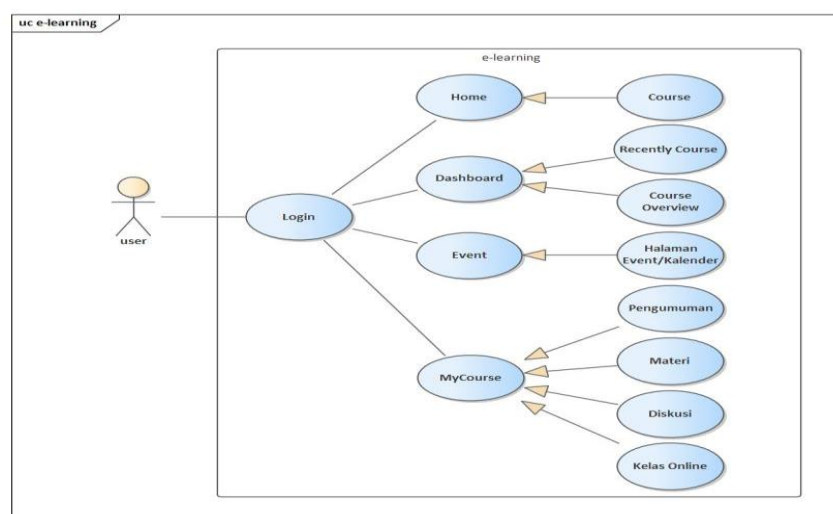 uc e-learning
e-learning
Home
Course
Recently Course
Dashboard
Course
Overview
Login
user
Event
Halaman
Event/Kalender
Pengumuman
MyCourse
Materi
Diskusi
Kelas Online